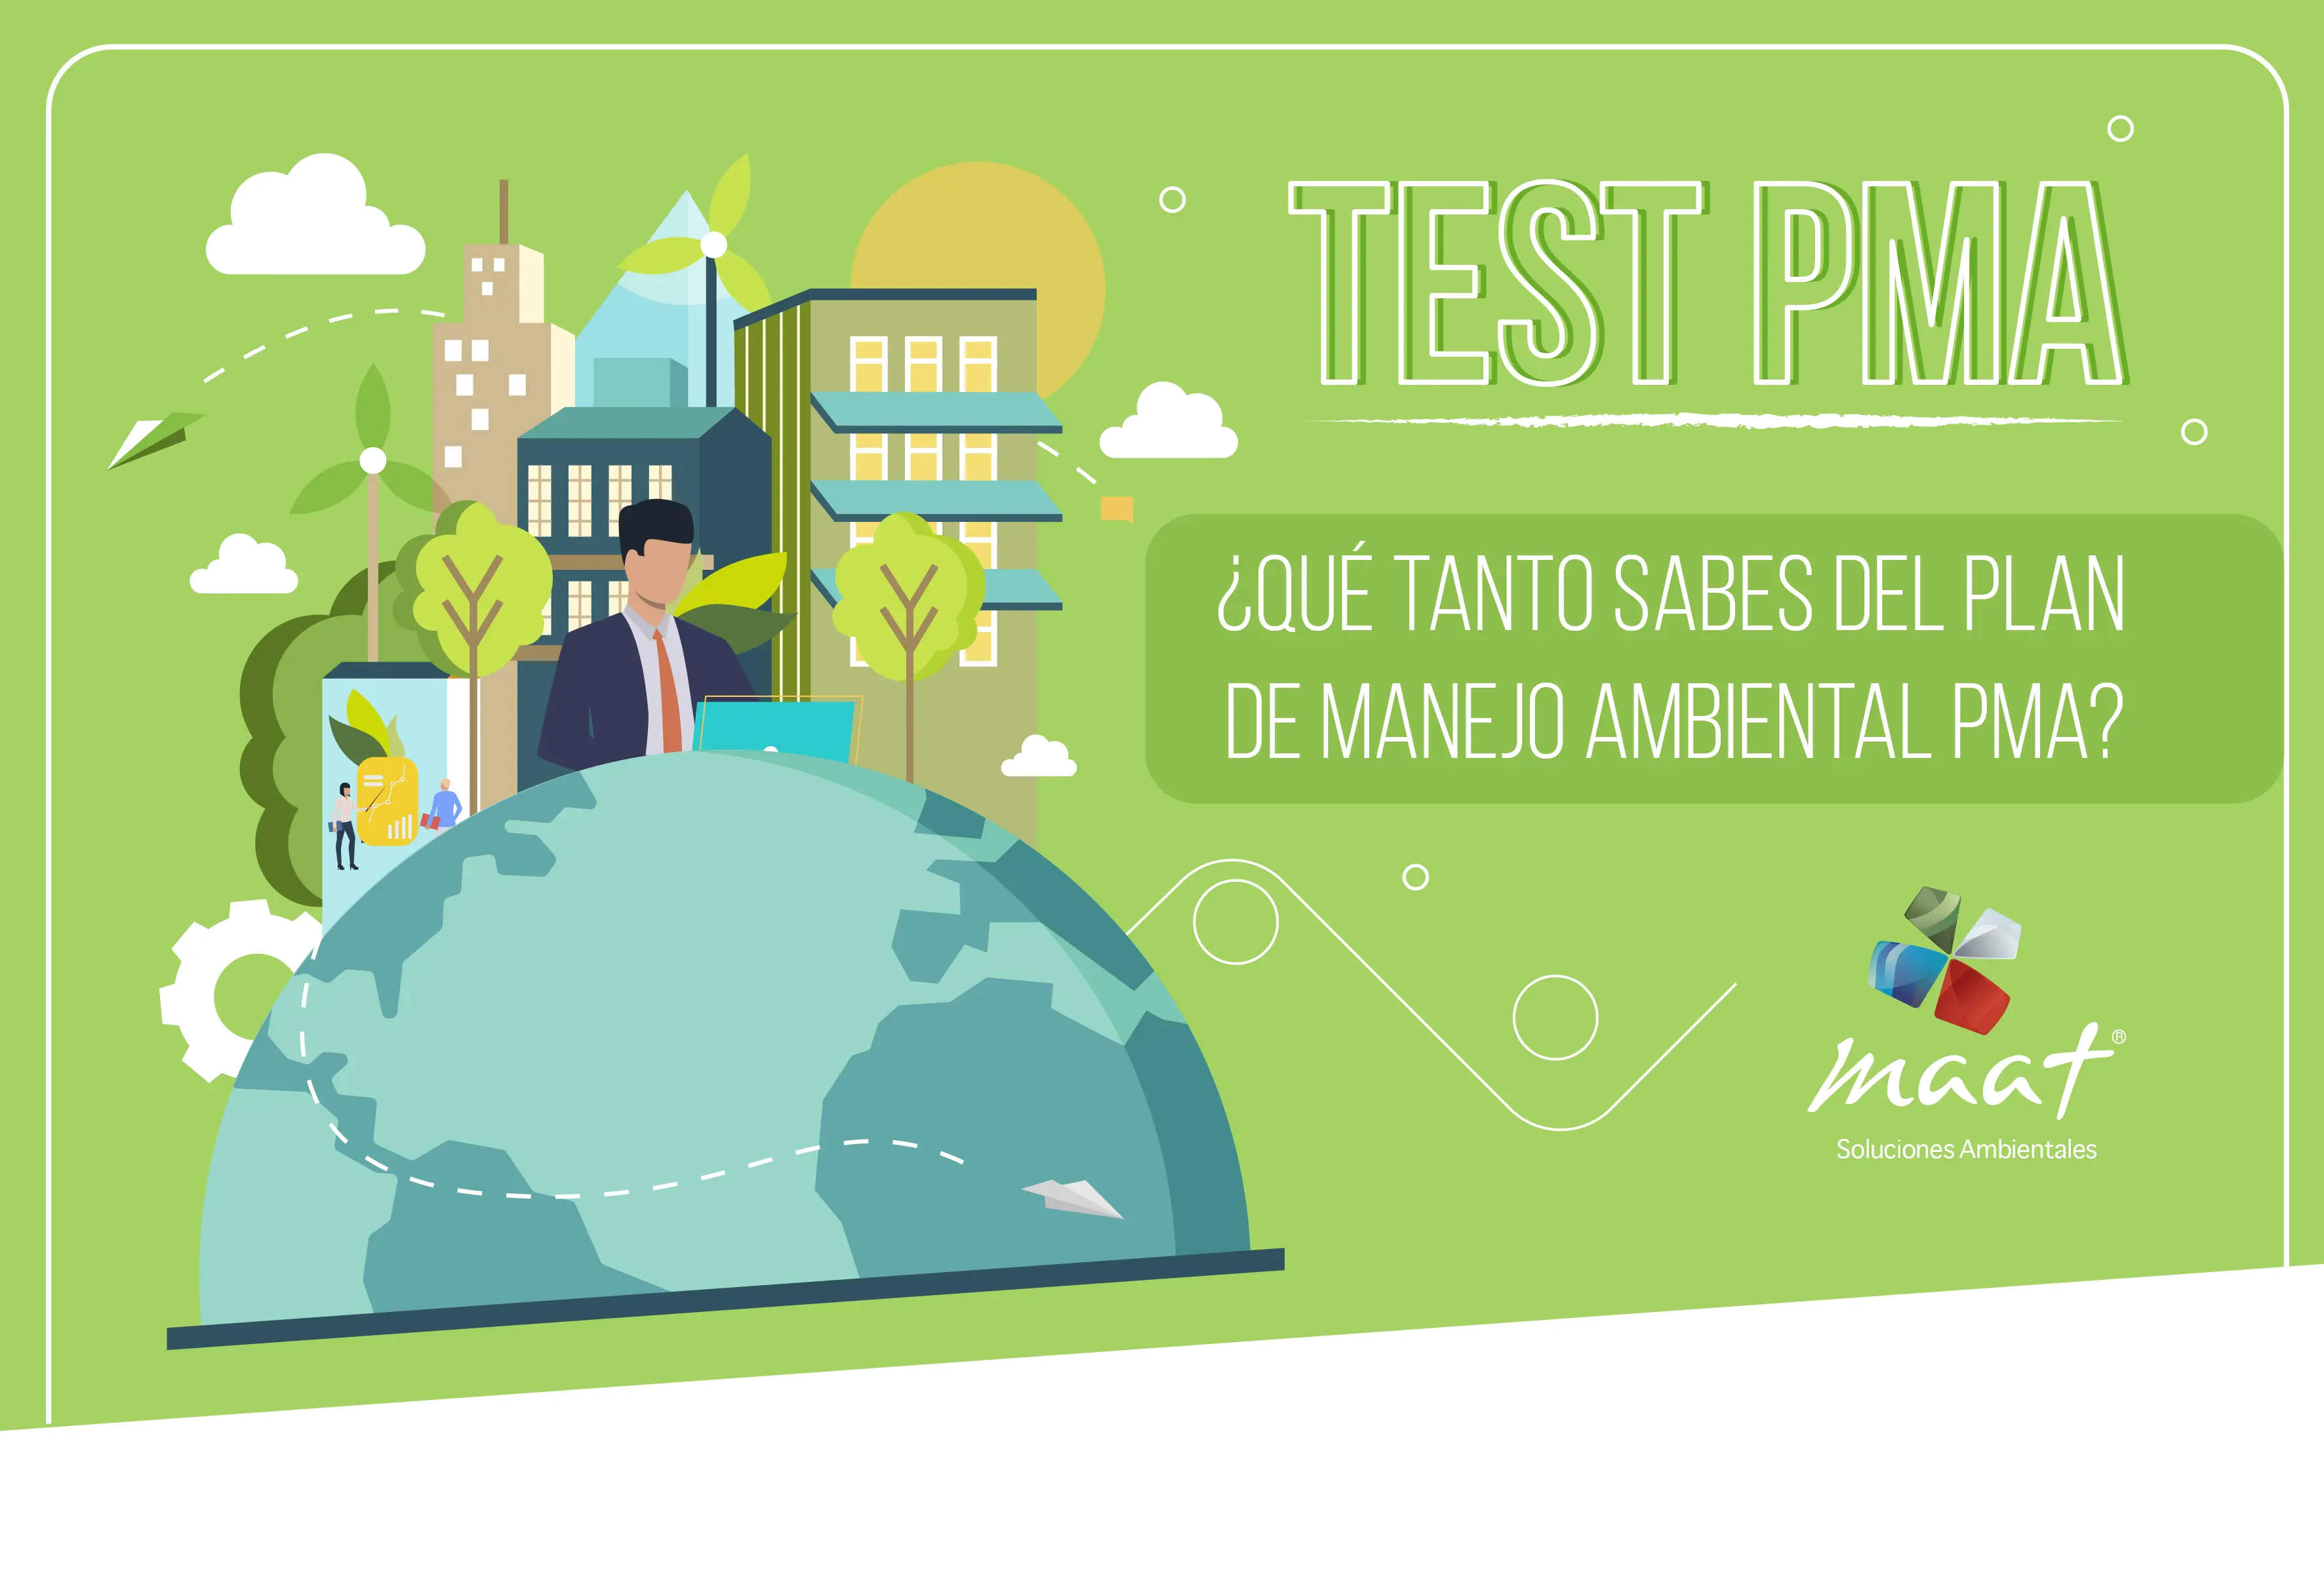 TEST PMA
¿QUÉ TANTO SABES DEL PLAN
DE MANEJO AMBIENTAL PMA?
maat®
Soluciones Ambientales